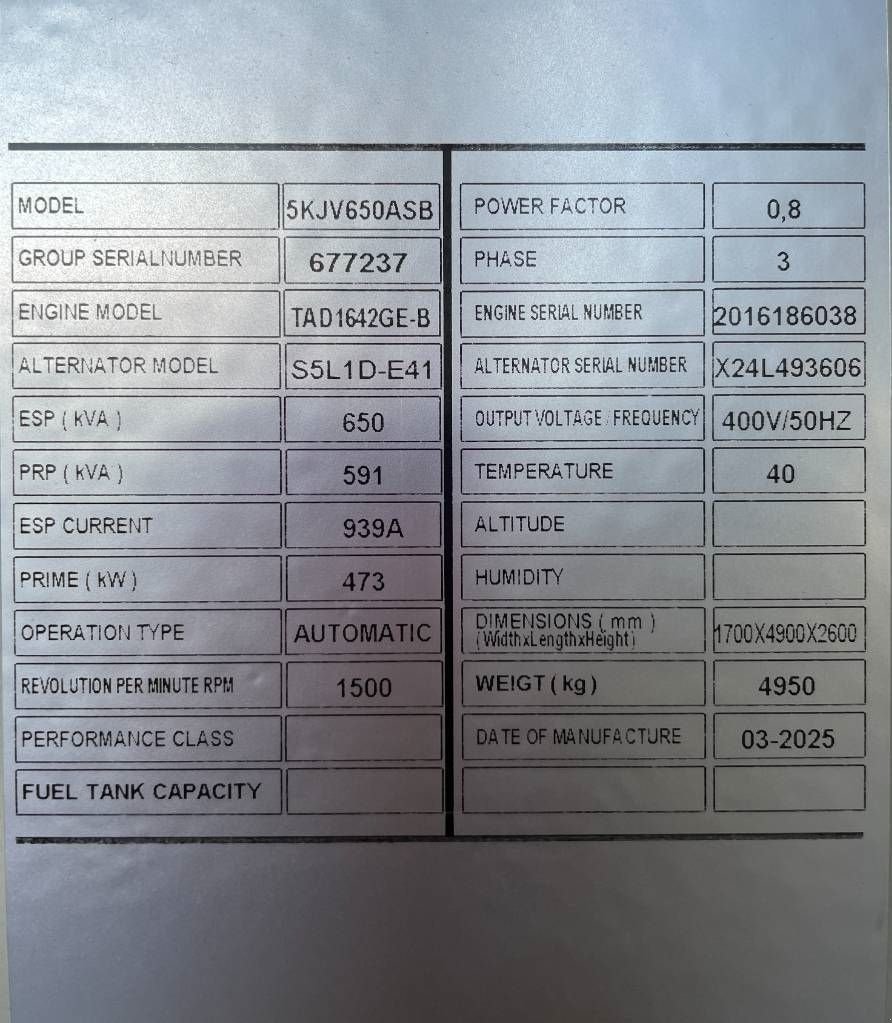 MODEL 5KJV650ASB POWER FACTOR 0,8
GROUP SERIALNUMBER 677237 PHASE 3
ENGINE MODEL TAD1642GE-B ENGINE SERIAL NUMBER 2016186038
ALTERNATOR MODEL S5L1D-E41 ALTERNATOR SERIAL NUMBER X24L493606
ESP ( kVA ) 650 OUTPUT VOLTAGE / FREQUENCY 400V/50HZ
PRP ( kVA ) 591 TEMPERATURE 40
ESP CURRENT 939A ALTITUDE
PRIME ( kW ) 473 HUMIDITY
OPERATION TYPE AUTOMATIC DIMENSIONS ( mm ) 1700X4900X2600
(WidthxLengthxHeight)
REVOLUTION PER MINUTE RPM 1500 WEIGT ( kg ) 4950
PERFORMANCE CLASS DATE OF MANUFACTURE 03-2025
FUEL TANK CAPACITY